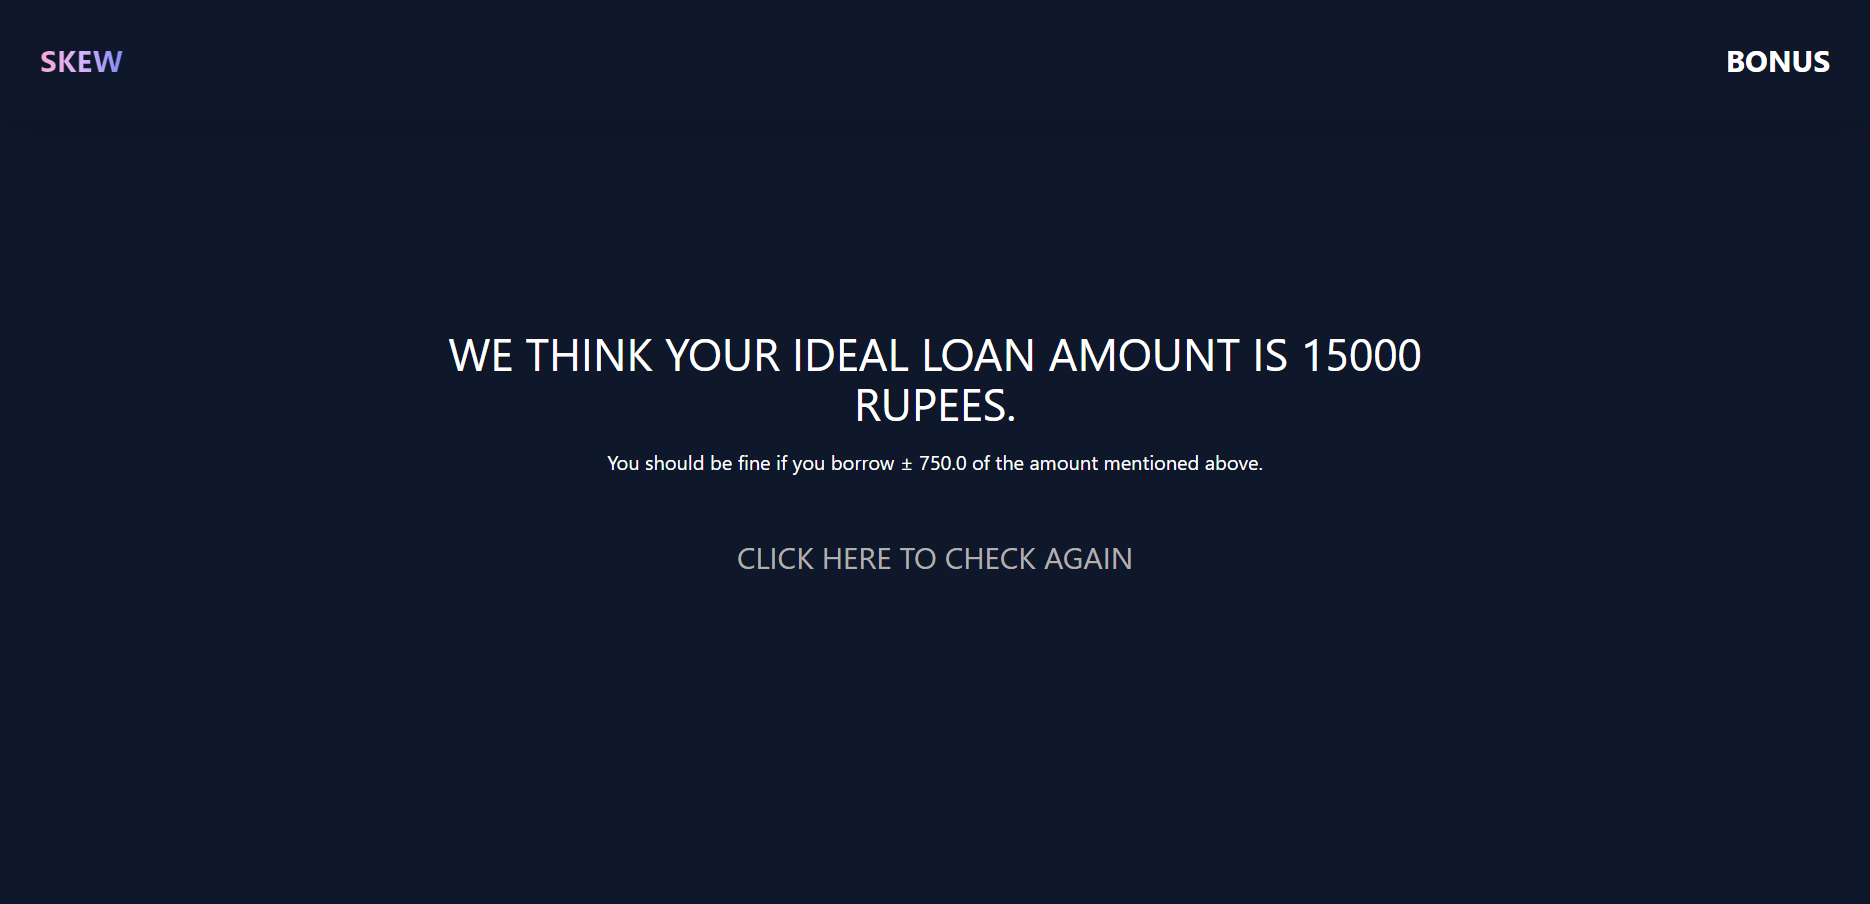 SKEW
BONUS
WE THINK YOUR IDEAL LOAN AMOUNT IS 15000
RUPEES.
You should be fine if you borrow ± 750.0 of the amount mentioned above.
CLICK HERE TO CHECK AGAIN